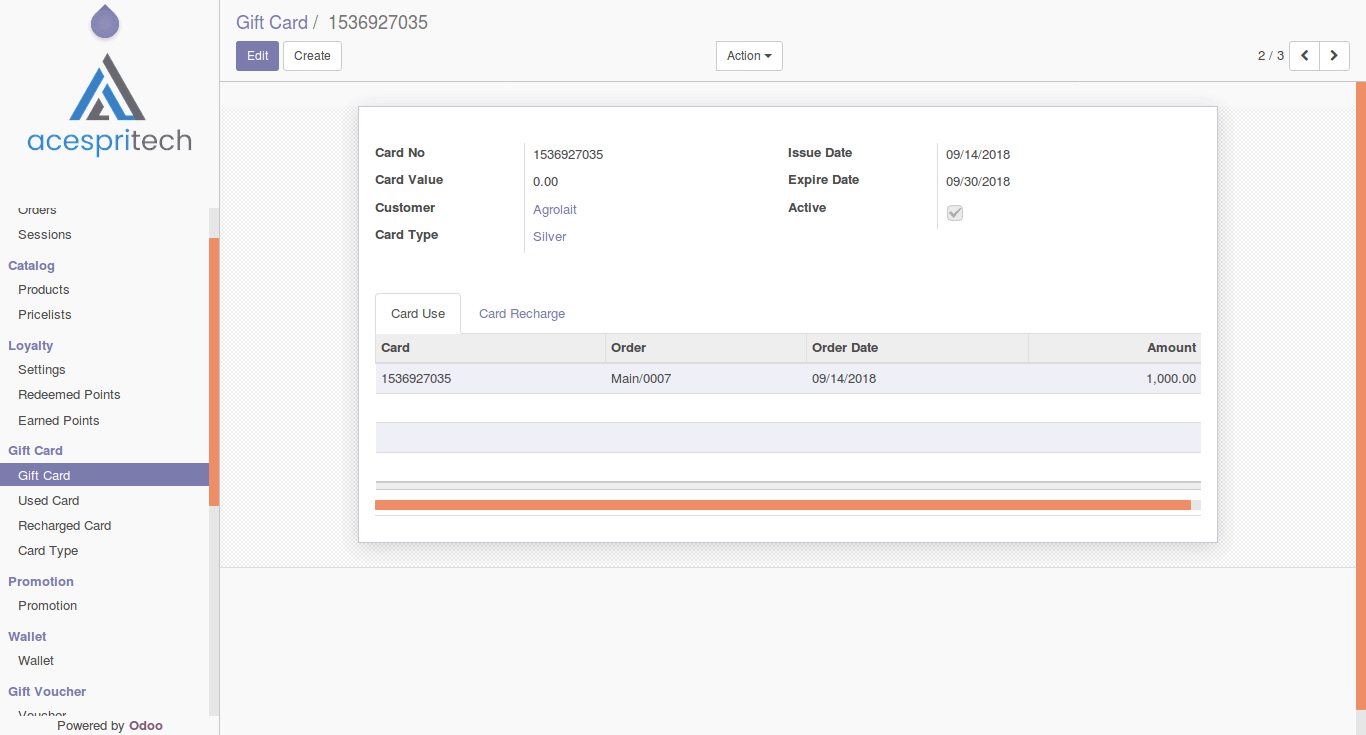 acespritech
Orders
Sessions
Catalog
Products
Pricelists
Loyalty
Settings
Redeemed Points
Earned Points
Gift Card
Gift Card
Used Card
Recharged Card
Card Type
Promotion
Promotion
Wallet
Wallet
Gift Voucher
Voucher
Powered by Odoo
Gift Card / 1536927035
Edit Create Action 2 / 3
Card No 1536927035 Issue Date 09/14/2018
Card Value 0.00 Expire Date 09/30/2018
Customer Agrolait Active
Card Type Silver
Card Use Card Recharge
Card Order Order Date Amount
1536927035 Main/0007 09/14/2018 1,000.00